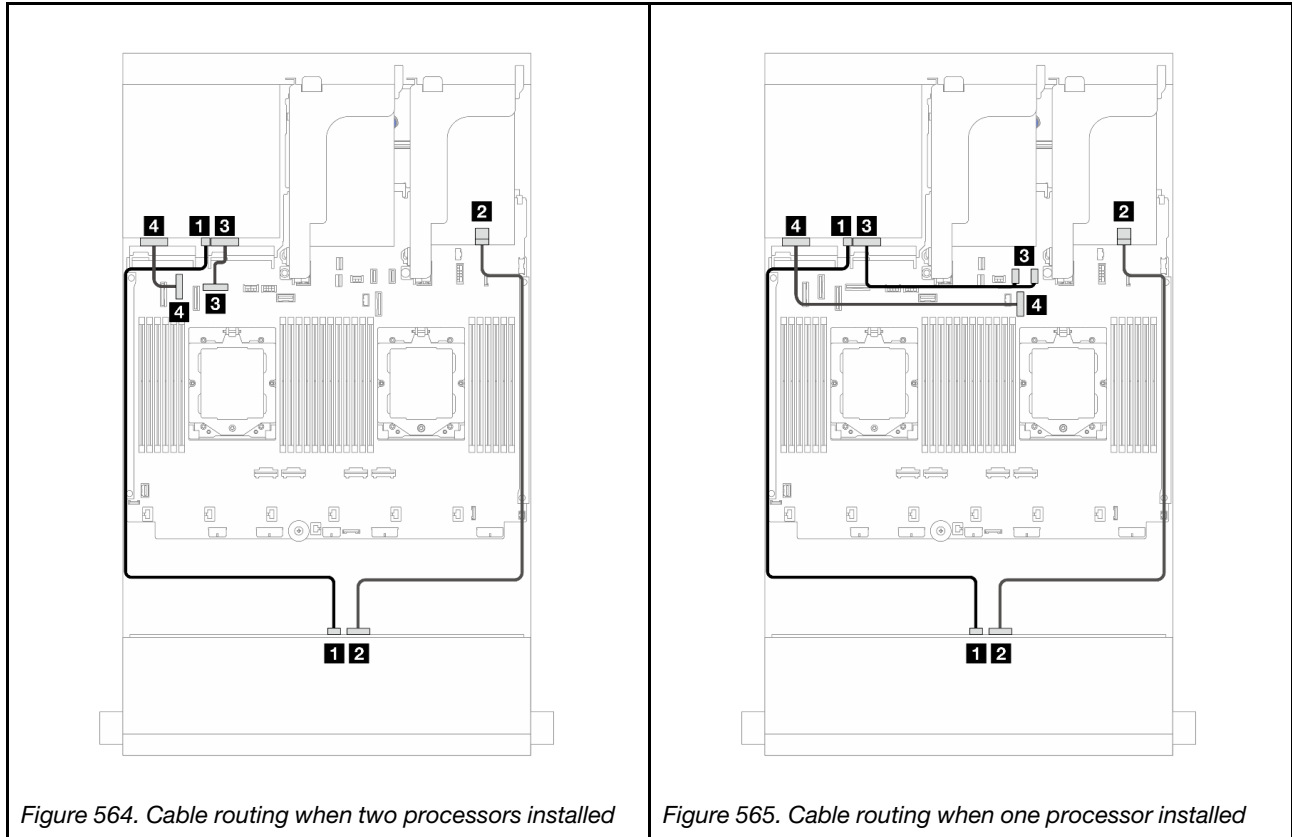 4 1 3 2
4 3
1 2
Figure 564. Cable routing when two processors installed
4 1 3 2
3
4
1 2
Figure 565. Cable routing when one processor installed